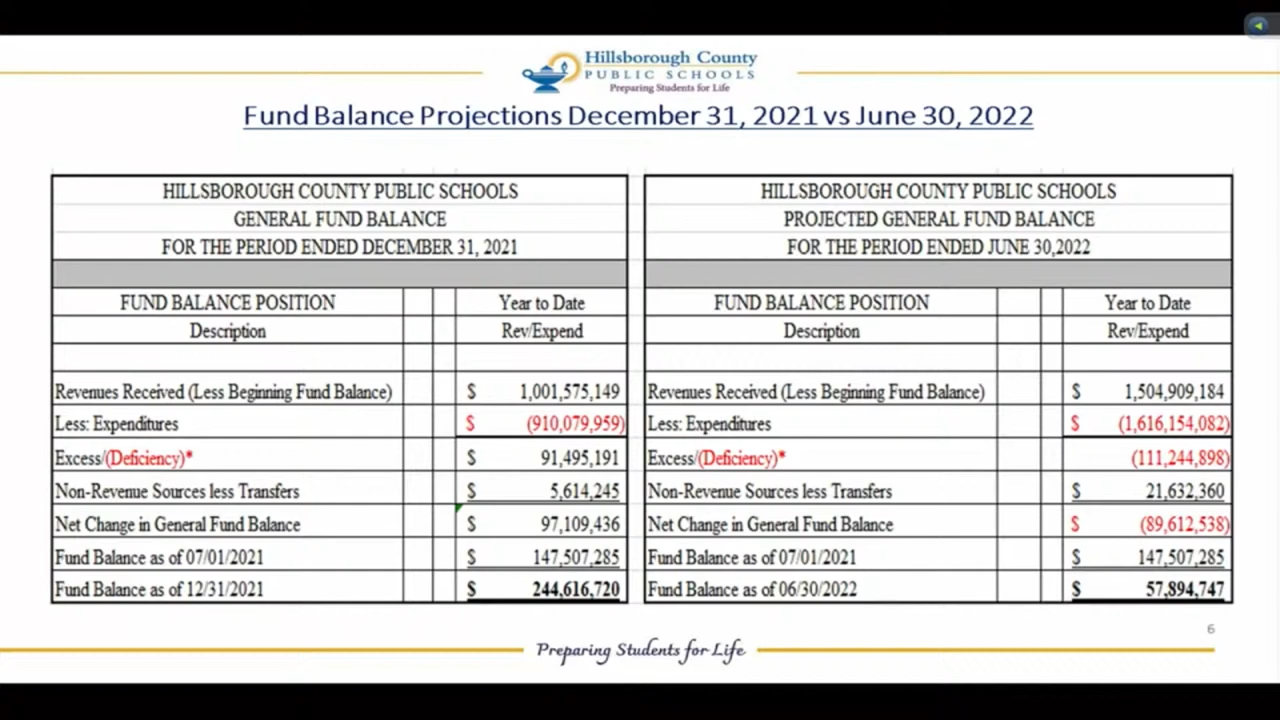 Hillsborough County
PUBLIC SCHOOLS
Preparing Students for Life
Fund Balance Projections December 31, 2021 vs June 30, 2022
HILLSBOROUGH COUNTY PUBLIC SCHOOLS
GENERAL FUND BALANCE
FOR THE PERIOD ENDED DECEMBER 31, 2021
FUND BALANCE POSITION Year to Date
Description Rev/Expend
Revenues Received (Less Beginning Fund Balance) $ 1,001,575,149
Less: Expenditures $ (910,079,959)
Excess/(Deficiency)* $ 91,495,191
Non-Revenue Sources less Transfers $ 5,614,245
Net Change in General Fund Balance $ 97,109,436
Fund Balance as of 07/01/2021 $ 147,507,285
Fund Balance as of 12/31/2021 $ 244,616,720
HILLSBOROUGH COUNTY PUBLIC SCHOOLS
PROJECTED GENERAL FUND BALANCE
FOR THE PERIOD ENDED JUNE 30,2022
FUND BALANCE POSITION Year to Date
Description Rev/Expend
Revenues Received (Less Beginning Fund Balance) $ 1,504,909,184
Less: Expenditures $ (1,616,154,082)
Excess/(Deficiency)* (111,244,898)
Non-Revenue Sources less Transfers $ 21,632,360
Net Change in General Fund Balance $ (89,612,538)
Fund Balance as of 07/01/2021 $ 147,507,285
Fund Balance as of 06/30/2022 $ 57,894,747
6
Preparing Students for Life